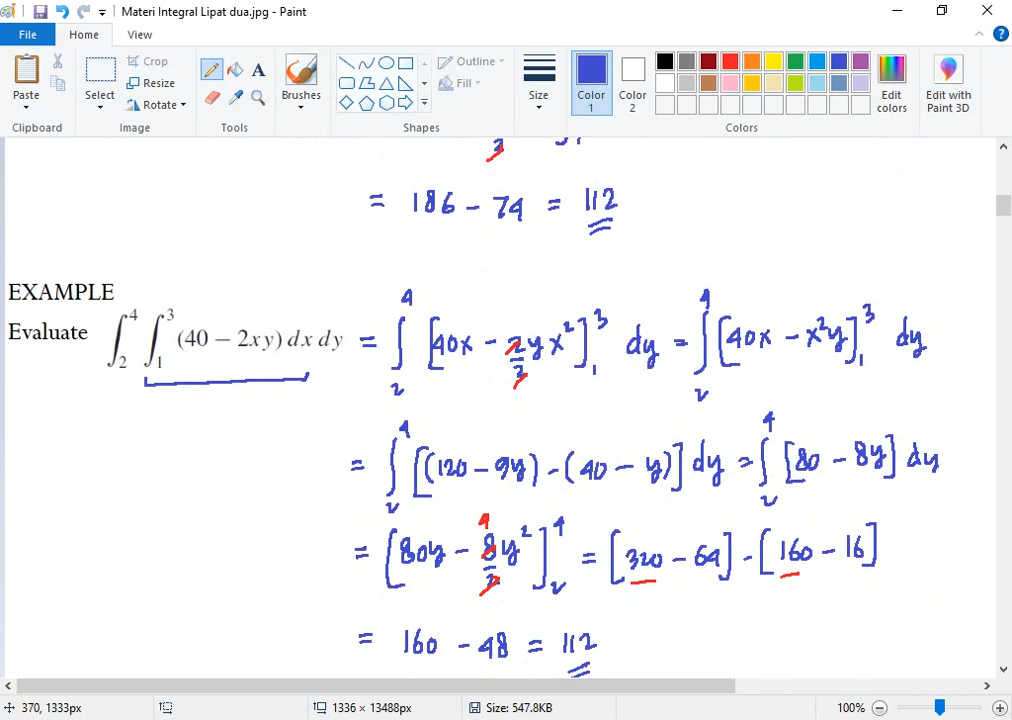 Materi Integral Lipat dua.jpg - Paint
File Home View
Paste Select Crop Resize Rotate A Brushes Outline Fill Size Color 1 Color 2 Edit colors Edit with Paint 3D
Clipboard Image Tools Shapes Colors
= 186 - 74 = 112
EXAMPLE
Evaluate ∫₂⁴ ∫₁³ (40 – 2xy) dx dy = ∫₂⁴ [40x - 2/2 yx²]₁³ dy = ∫₂⁴ [40x - x²y]₁³ dy
= ∫₂⁴ [(120 - 9y) - (40 - y)] dy = ∫₂⁴ [80 - 8y] dy
= [80y - 8/2 y² 4]₂⁴ = [320 - 64] - [160 - 16]
= 160 - 48 = 112
370, 1333px 1336 × 13488px Size: 547.8KB 100%